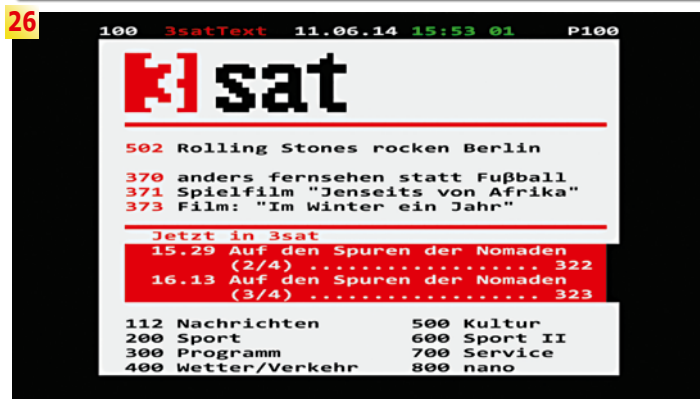 26
100 3satText 11.06.14 15:53 01 P100
3sat
502 Rolling Stones rocken Berlin
370 anders fernsehen statt Fußball
371 Spielfilm "Jenseits von Afrika"
373 Film: "Im Winter ein Jahr"
Jetzt in 3sat
15.29 Auf den Spuren der Nomaden
(2/4) .................. 322
16.13 Auf den Spuren der Nomaden
(3/4) .................. 323
112 Nachrichten 500 Kultur
200 Sport 600 Sport II
300 Programm 700 Service
400 Wetter/Verkehr 800 nano